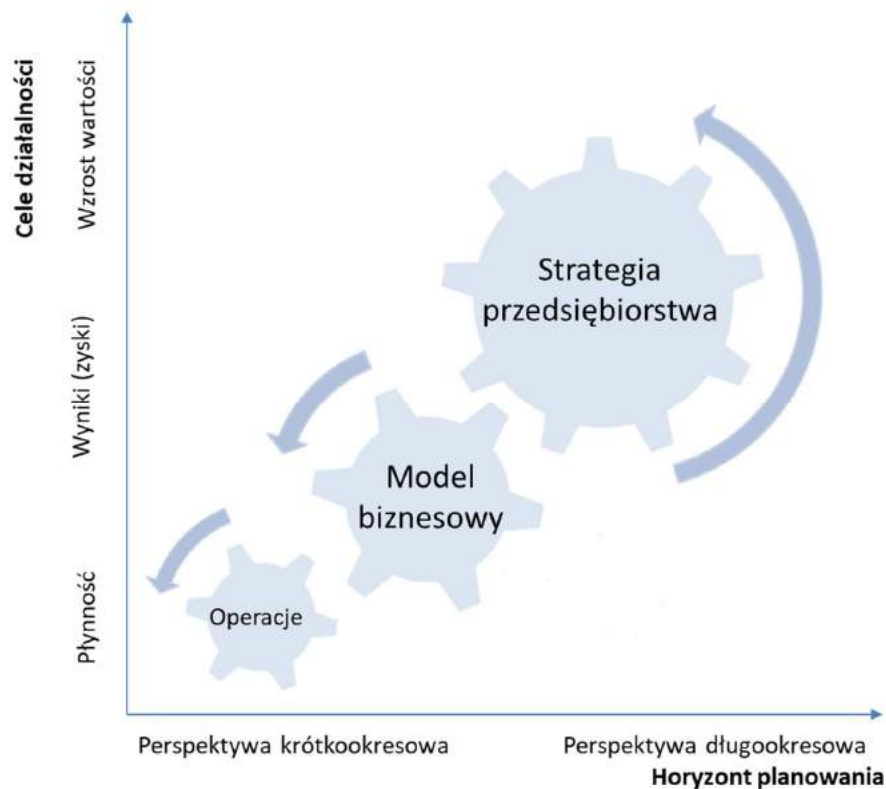 Cele działalności
Wzrost wartości
Wyniki (zyski)
Płynność
Strategia
przedsiębiorstwa
Model
biznesowy
Operacje
Perspektywa krótkookresowa
Perspektywa długookresowa
Horyzont planowania